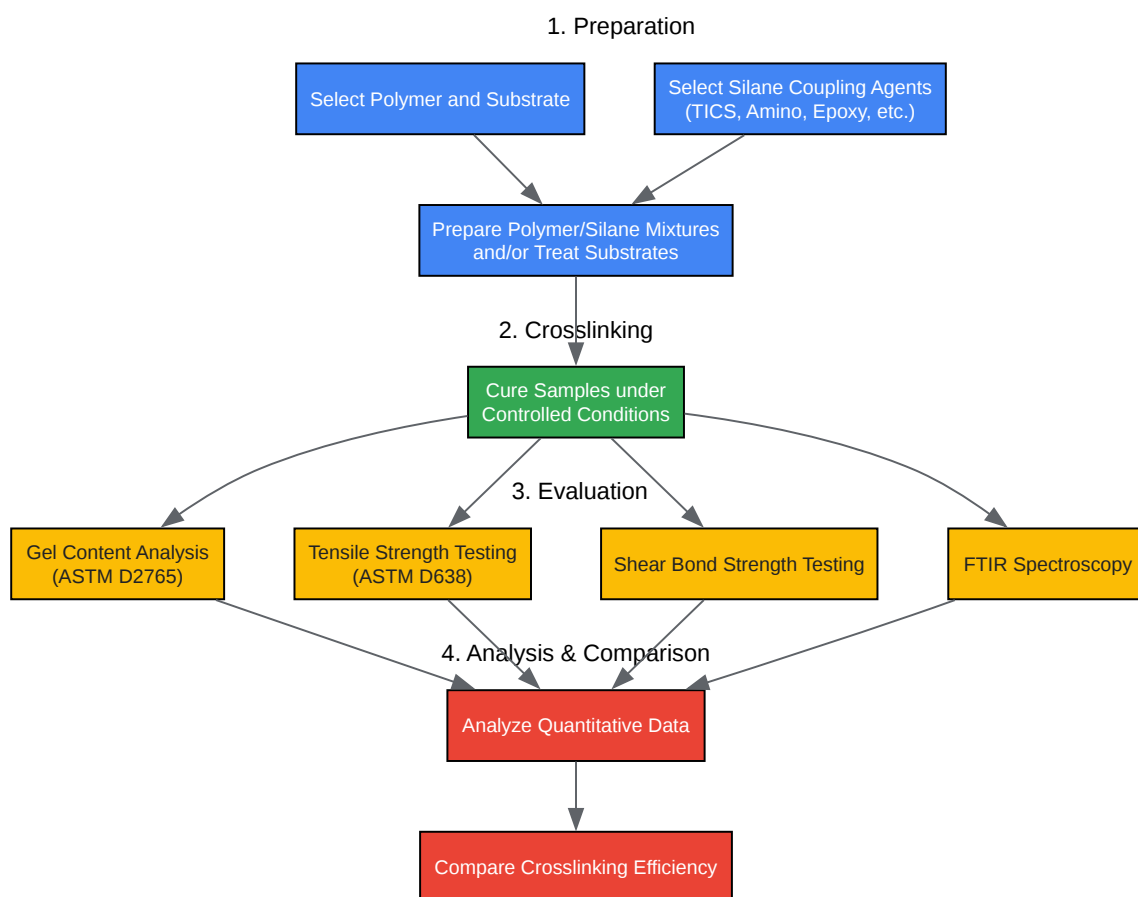 1. Preparation
Select Polymer and Substrate
Select Silane Coupling Agents
(TICS, Amino, Epoxy, etc.)
Prepare Polymer/Silane Mixtures
and/or Treat Substrates
2. Crosslinking
Cure Samples under
Controlled Conditions
3. Evaluation
Gel Content Analysis
(ASTM D2765)
Tensile Strength Testing
(ASTM D638)
Shear Bond Strength Testing
FTIR Spectroscopy
4. Analysis & Comparison
Analyze Quantitative Data
Compare Crosslinking Efficiency